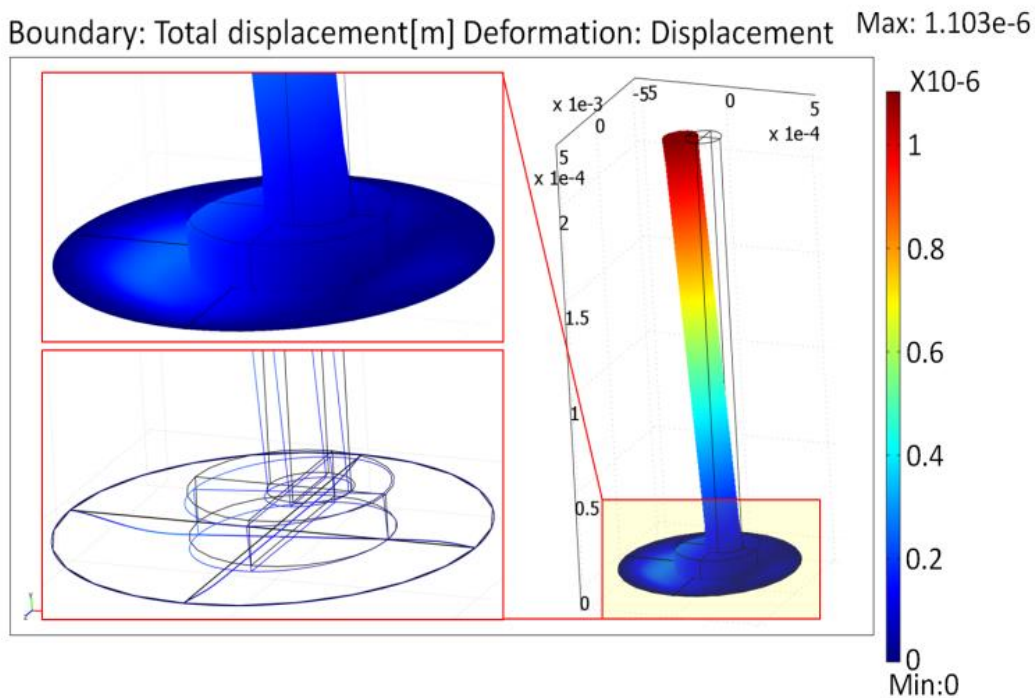 Boundary: Total displacement[m] Deformation: Displacement Max: 1.103e-6
X10-6
-55 0 5
x 1e-3 0 x 1e-4
5
x 1e-4
2
1.5
1
0.5
0
1
0.8
0.6
0.4
0.2
0
Min:0